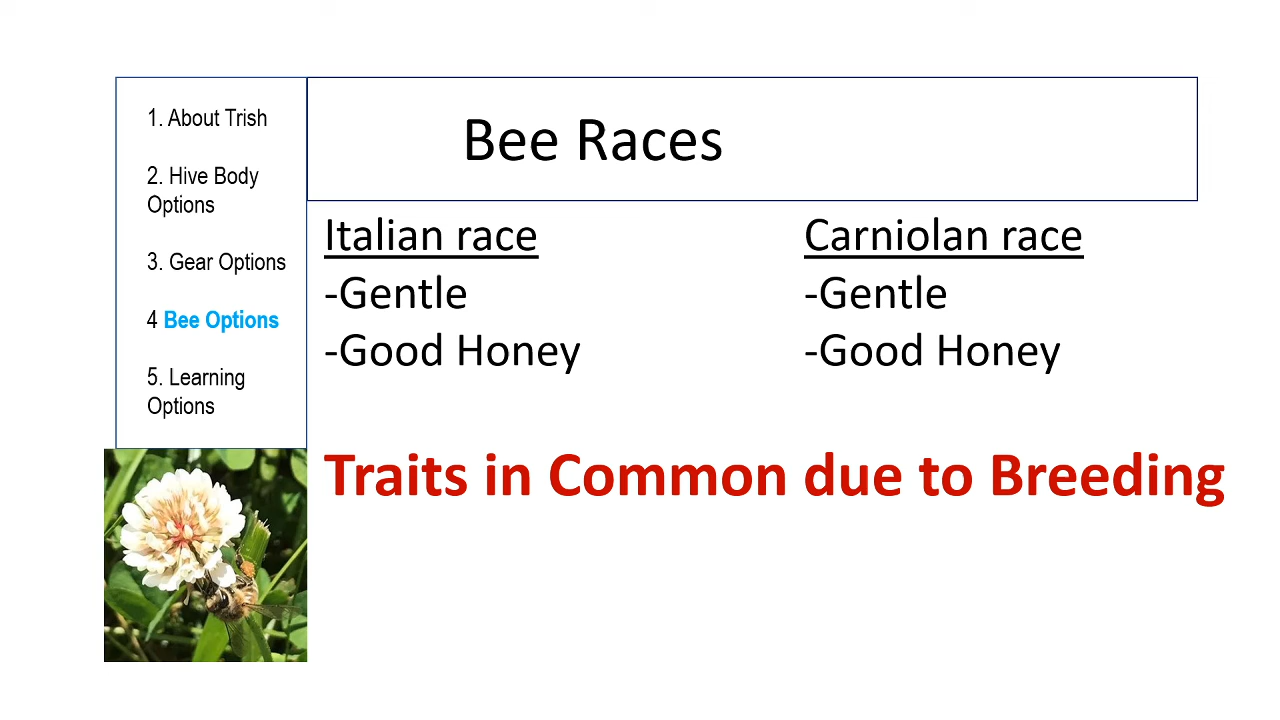 1. About Trish
2. Hive Body
Options
3. Gear Options
4 Bee Options
5. Learning
Options
Bee Races
Italian race
-Gentle
-Good Honey
Carniolan race
-Gentle
-Good Honey
Traits in Common due to Breeding